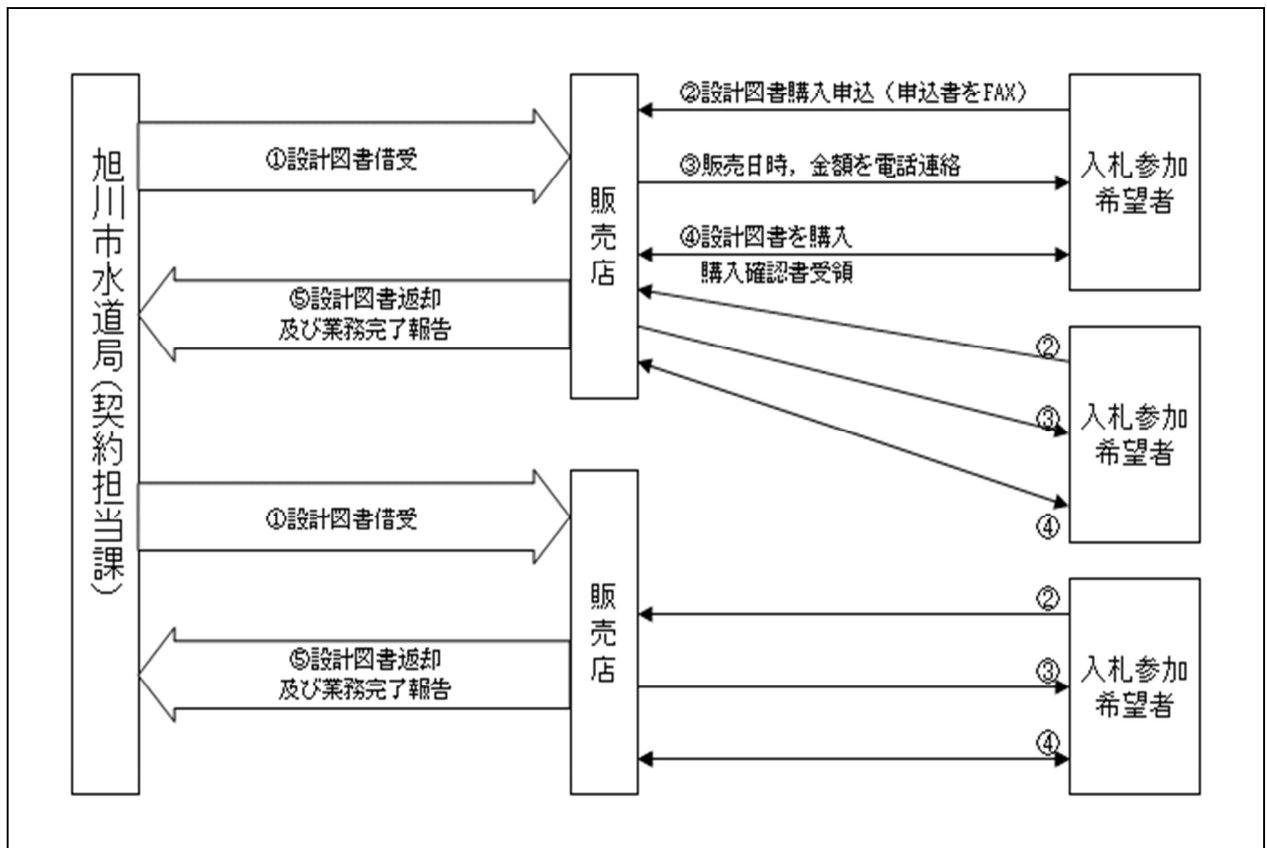 旭川市水道局(契約担当課)
①設計図書借受
⑤設計図書返却
及び業務完了報告
販売店
②設計図書購入申込（申込書をFAX）
③販売日時，金額を電話連絡
④設計図書を購入
購入確認書受領
入札参加
希望者
②
③
④
入札参加
希望者
①設計図書借受
⑤設計図書返却
及び業務完了報告
販売店
②
③
④
入札参加
希望者